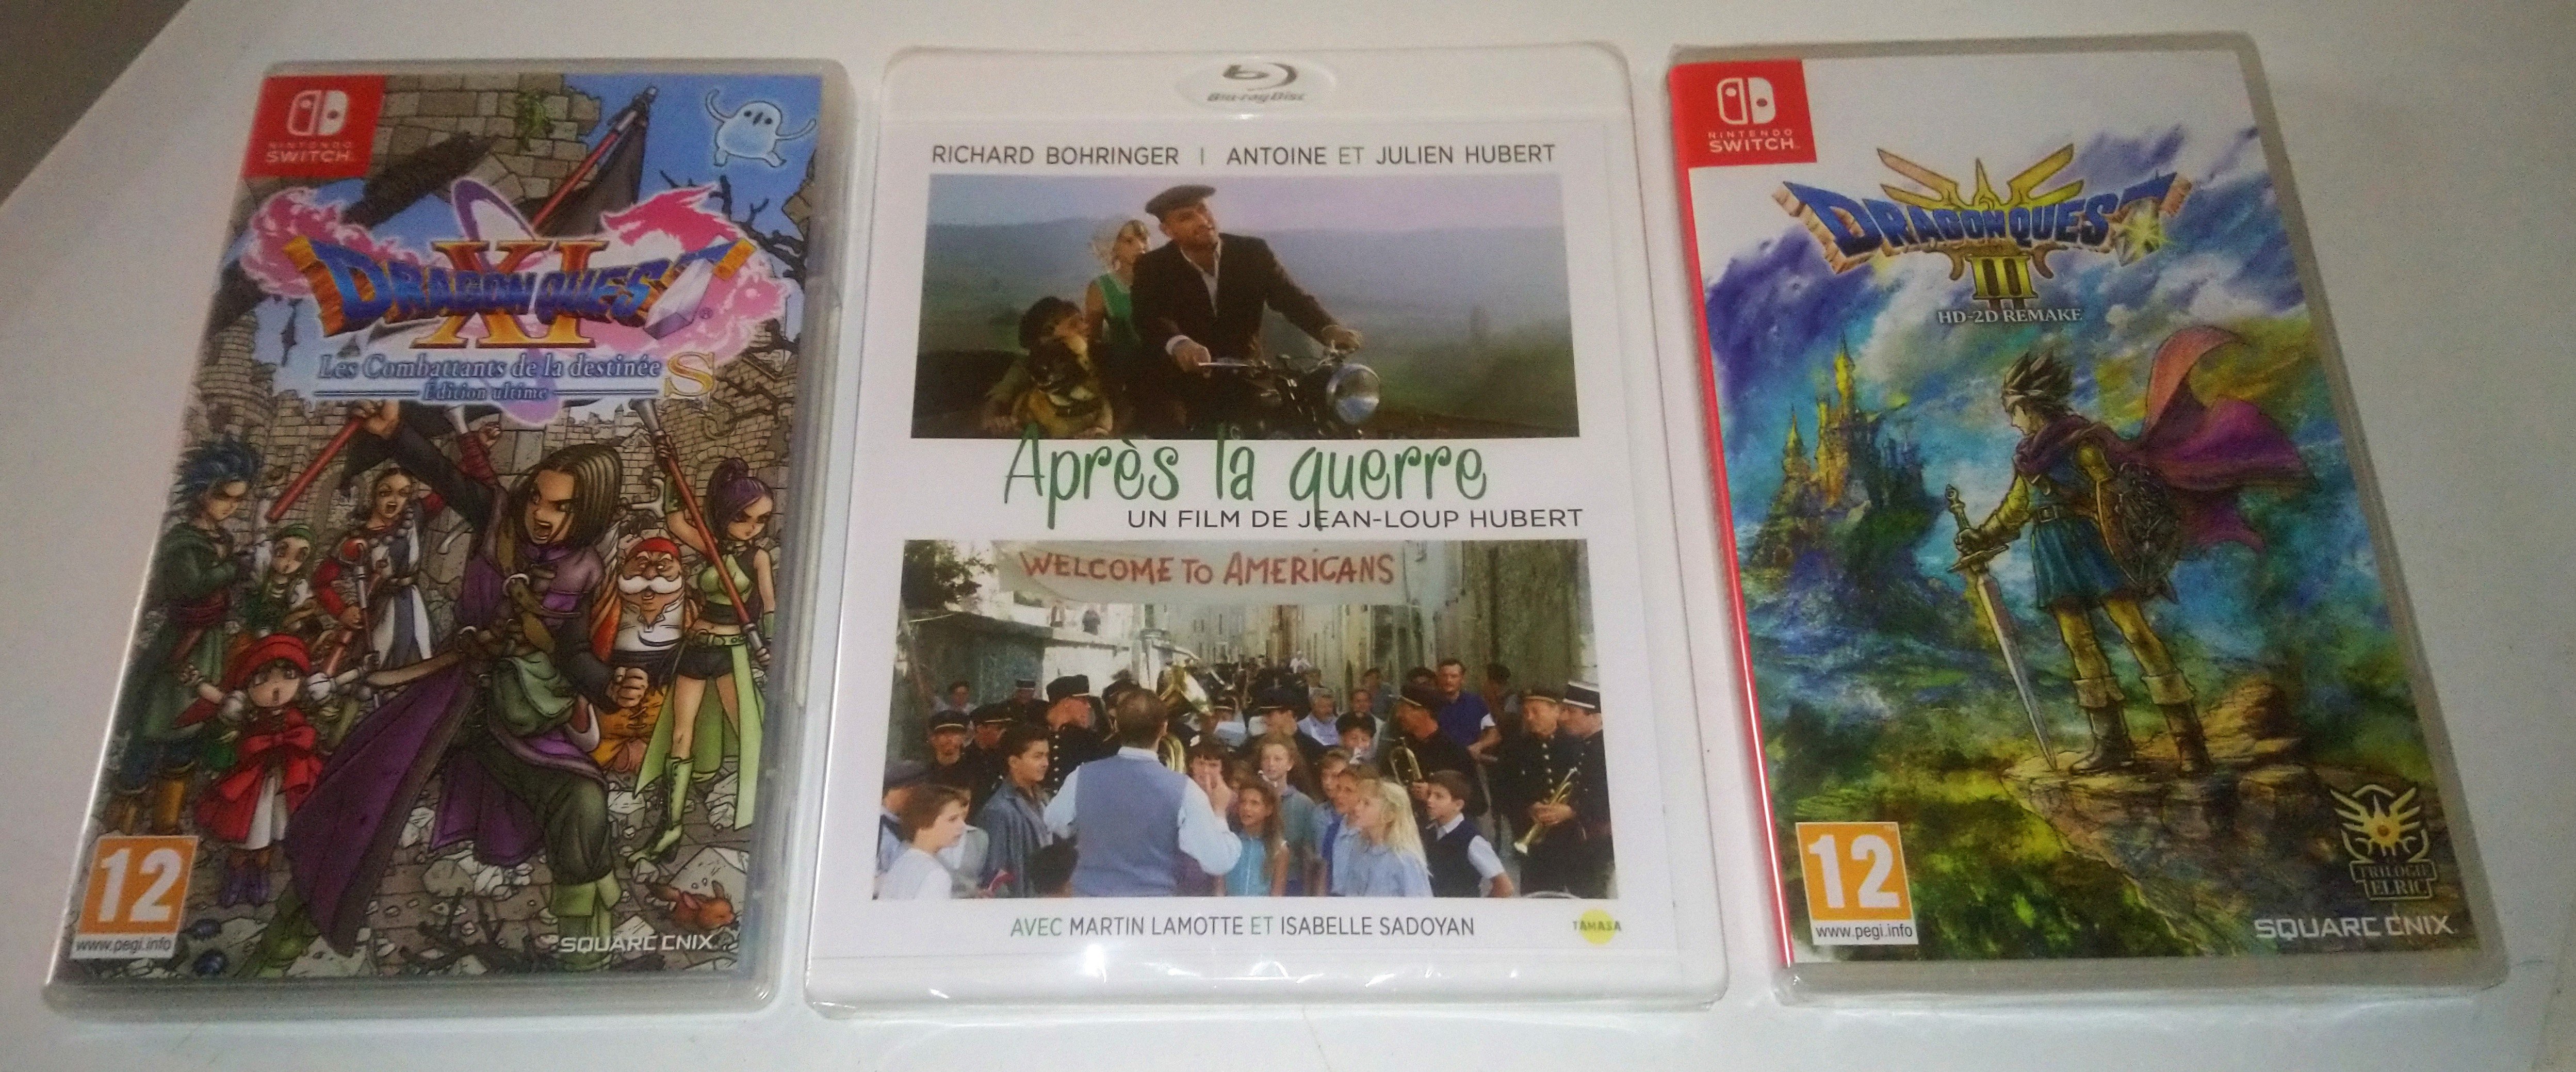 NINTENDO
SWITCH
DRAGON QUEST
XI
®
Les Combattants de la destinée S
Édition ultime
12
www.pegi.info
SQUARE ENIX
Blu-ray Disc
RICHARD BOHRINGER | ANTOINE ET JULIEN HUBERT
Après la guerre
UN FILM DE JEAN-LOUP HUBERT
WELCOME TO AMERICANS
AVEC MARTIN LAMOTTE ET ISABELLE SADOYAN
TAMASA
NINTENDO
SWITCH
DRAGON QUEST
III
HD-2D REMAKE
12
www.pegi.info
TRILOGIE
ELRIC
SQUARE ENIX